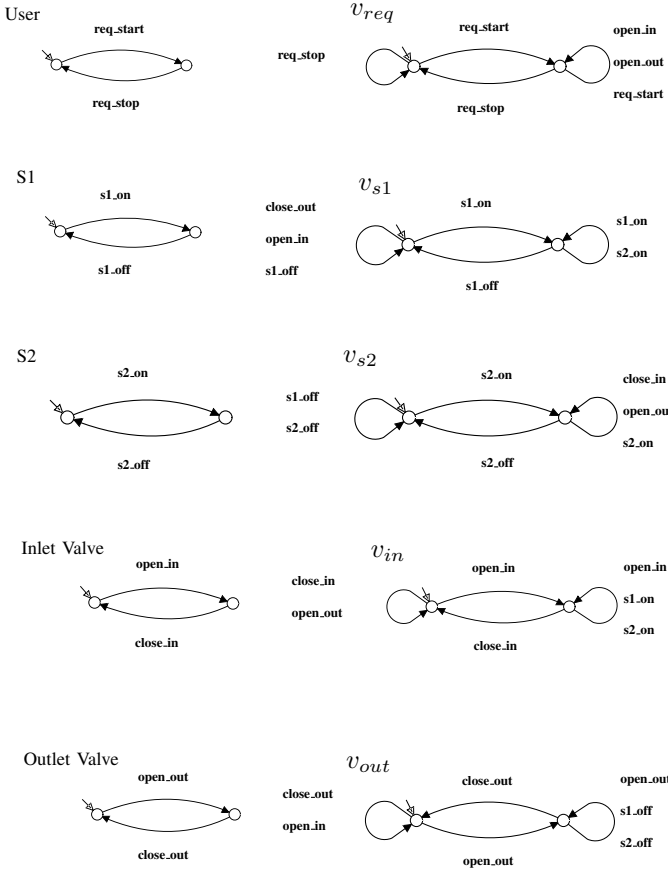 User
req_start
req_stop
req_stop
v_req
req_start
req_stop
open_in
open_out
req_start
S1
s1_on
s1_off
close_out
open_in
s1_off
v_s1
s1_on
s1_off
s1_on
s2_on
S2
s2_on
s2_off
s1_off
s2_off
v_s2
s2_on
s2_off
close_in
open_ou
s2_on
Inlet Valve
open_in
close_in
close_in
open_out
v_in
open_in
close_in
open_in
s1_on
s2_on
Outlet Valve
open_out
close_out
close_out
open_in
v_out
close_out
open_out
open_ou
s1_off
s2_off